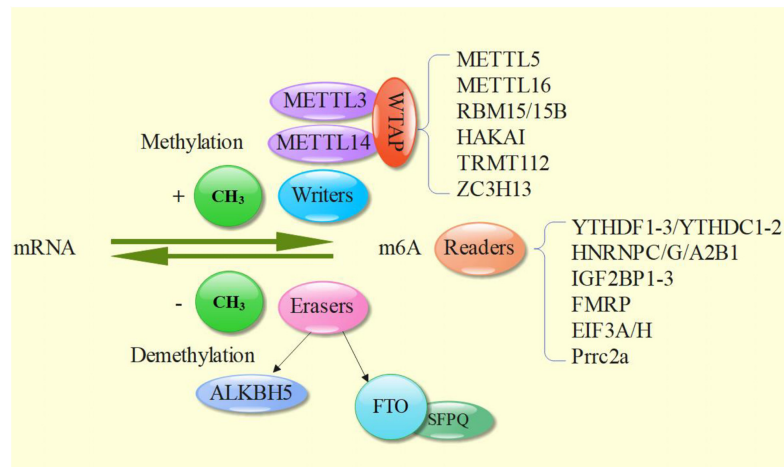 METTL3
METTL14
WTAP
METTL5
METTL16
RBM15/15B
HAKAI
TRMT112
ZC3H13
Methylation
+
CH₃
Writers
mRNA
m6A
Readers
YTHDF1-3/YTHDC1-2
HNRNPC/G/A2B1
IGF2BP1-3
FMRP
EIF3A/H
Prrc2a
-
CH₃
Erasers
Demethylation
ALKBH5
FTO
SFPQ